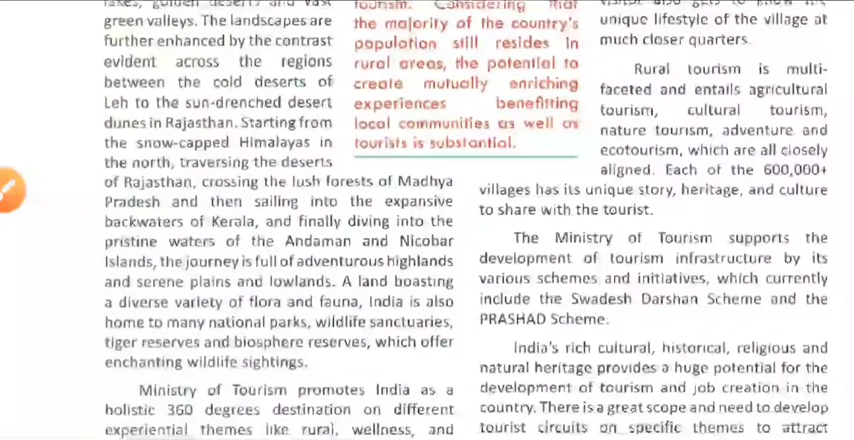 lakes, golden deserts and vast
green valleys. The landscapes are
further enhanced by the contrast
evident across the regions
between the cold deserts of
Leh to the sun-drenched desert
dunes in Rajasthan. Starting from
the snow-capped Himalayas in
the north, traversing the deserts
of Rajasthan, crossing the lush forests of Madhya
Pradesh and then sailing into the expansive
backwaters of Kerala, and finally diving into the
pristine waters of the Andaman and Nicobar
Islands, the journey is full of adventurous highlands
and serene plains and lowlands. A land boasting
a diverse variety of flora and fauna, India is also
home to many national parks, wildlife sanctuaries,
tiger reserves and biosphere reserves, which offer
enchanting wildlife sightings.
Ministry of Tourism promotes India as a
holistic 360 degrees destination on different
experiential themes like rural, wellness, and
tourism. Considering that
the majority of the country's
population still resides in
rural areas, the potential to
create mutually enriching
experiences benefitting
local communities as well as
tourists is substantial.
unique lifestyle of the village at
much closer quarters.
Rural tourism is multi-
faceted and entails agricultural
tourism, cultural tourism,
nature tourism, adventure and
ecotourism, which are all closely
aligned. Each of the 600,000+
villages has its unique story, heritage, and culture
to share with the tourist.
The Ministry of Tourism supports the
development of tourism infrastructure by its
various schemes and initiatives, which currently
include the Swadesh Darshan Scheme and the
PRASHAD Scheme.
India's rich cultural, historical, religious and
natural heritage provides a huge potential for the
development of tourism and job creation in the
country. There is a great scope and need to develop
tourist circuits on specific themes to attract